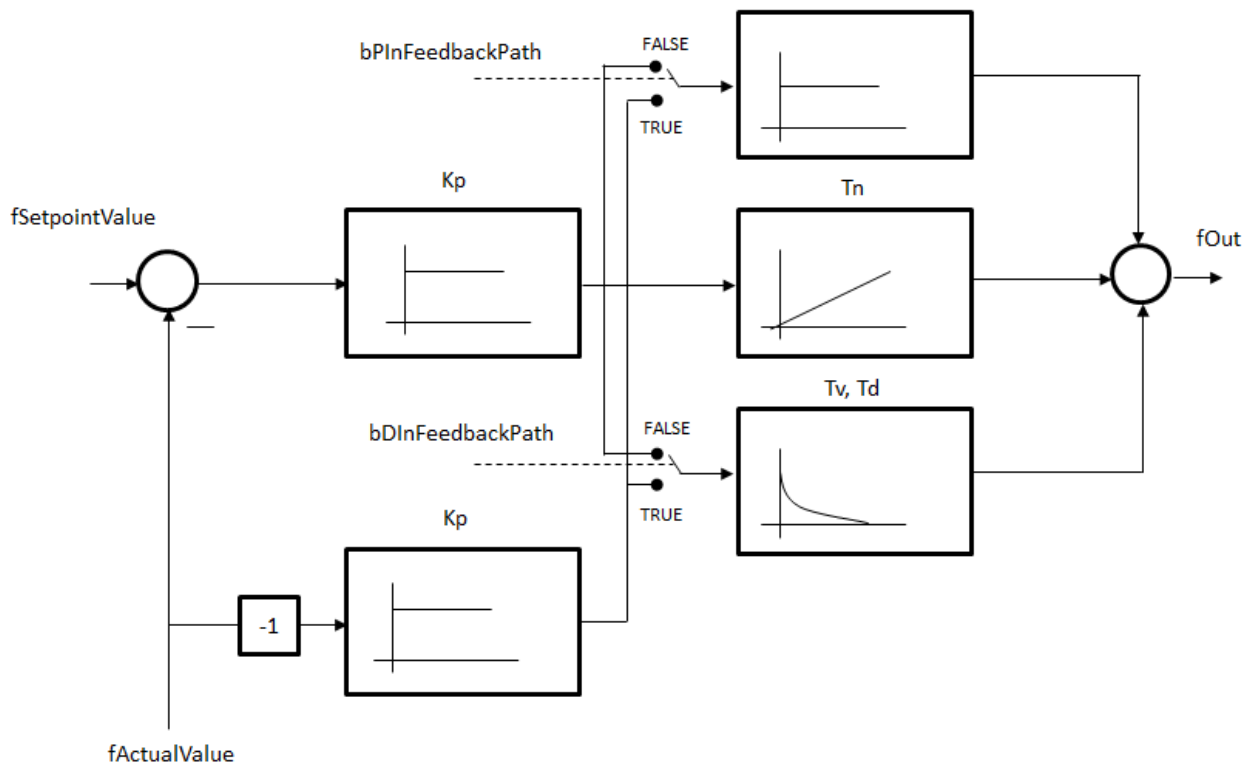 FALSE
bPInFeedbackPath
TRUE
Kp
Tn
fSetpointValue
fOut
Tv, Td
FALSE
bDInFeedbackPath
TRUE
Kp
-1
fActualValue